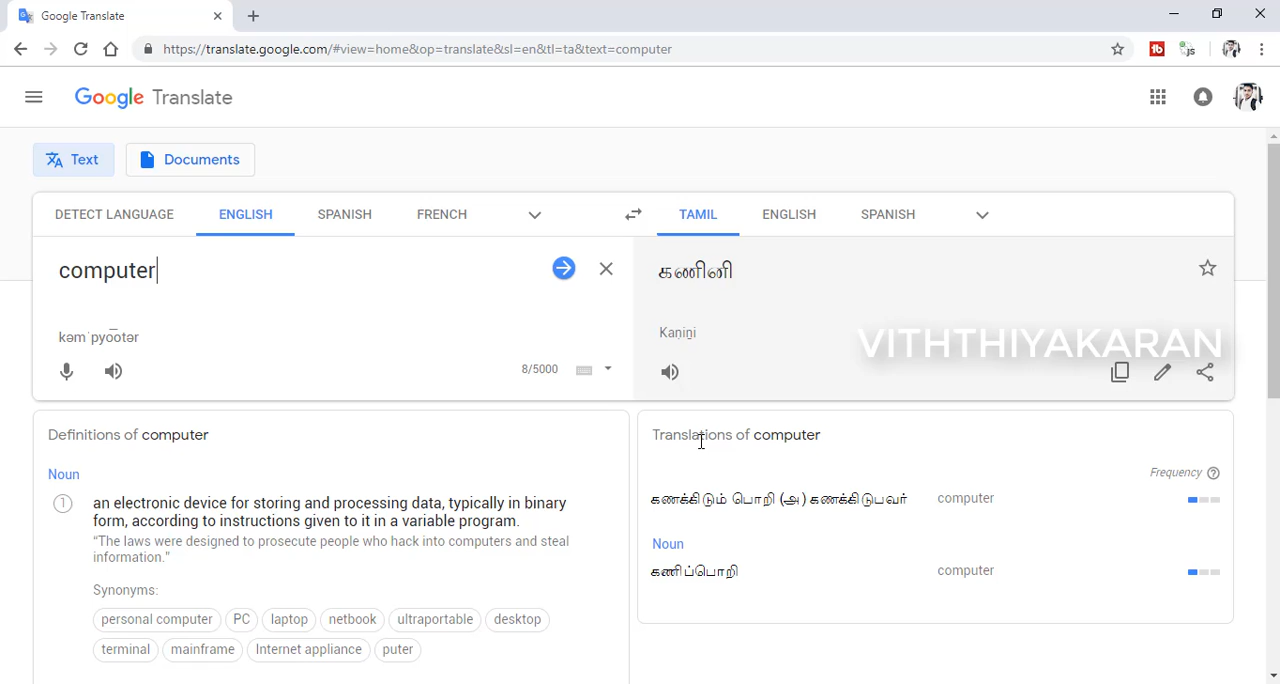 Google Translate
https://translate.google.com/#view=home&op=translate&sl=en&tl=ta&text=computer
Google Translate
Text Documents
DETECT LANGUAGE ENGLISH SPANISH FRENCH TAMIL ENGLISH SPANISH
computer
கணினி
kəmˈpyo͞otər
Kaṇiṉi
VITHTHIYAKARAN
8/5000
Definitions of computer
Noun
1 an electronic device for storing and processing data, typically in binary
form, according to instructions given to it in a variable program.
“The laws were designed to prosecute people who hack into computers and steal
information.”
Synonyms:
personal computer PC laptop netbook ultraportable desktop
terminal mainframe Internet appliance puter
Translations of computer
Frequency
கணக்கிடும் பொறி (அ) கணக்கிடுபவர் computer
Noun
கணிப்பொறி computer